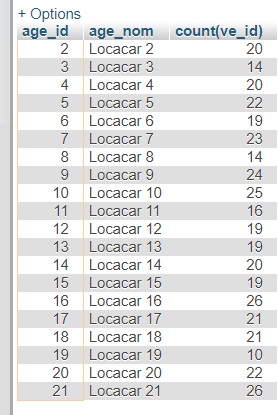 + Options
age_id age_nom count(ve_id)
2 Locacar 2 20
3 Locacar 3 14
4 Locacar 4 20
5 Locacar 5 22
6 Locacar 6 19
7 Locacar 7 23
8 Locacar 8 14
9 Locacar 9 24
10 Locacar 10 25
11 Locacar 11 16
12 Locacar 12 19
13 Locacar 13 19
14 Locacar 14 20
15 Locacar 15 19
16 Locacar 16 26
17 Locacar 17 21
18 Locacar 18 21
19 Locacar 19 10
20 Locacar 20 22
21 Locacar 21 26